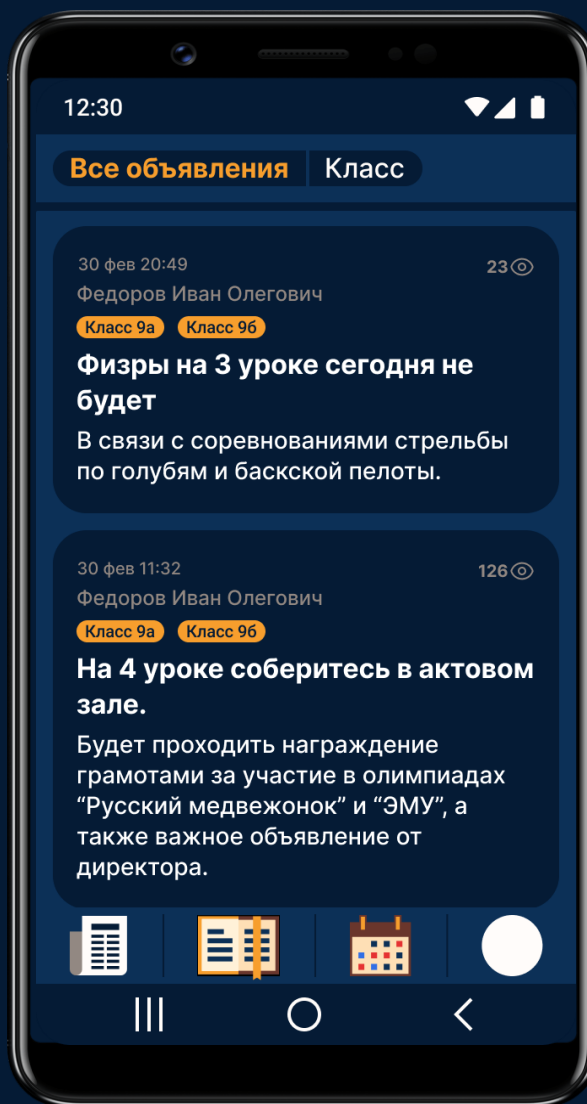 12:30
Все объявления Класс
30 фев 20:49 23
Федоров Иван Олегович
Класс 9а Класс 9б
Физры на 3 уроке сегодня не
будет
В связи с соревнованиями стрельбы
по голубям и баскской пелоты.
30 фев 11:32 126
Федоров Иван Олегович
Класс 9а Класс 9б
На 4 уроке соберитесь в актовом
зале.
Будет проходить награждение
грамотами за участие в олимпиадах
“Русский медвежонок” и “ЭМУ”, а
также важное объявление от
директора.